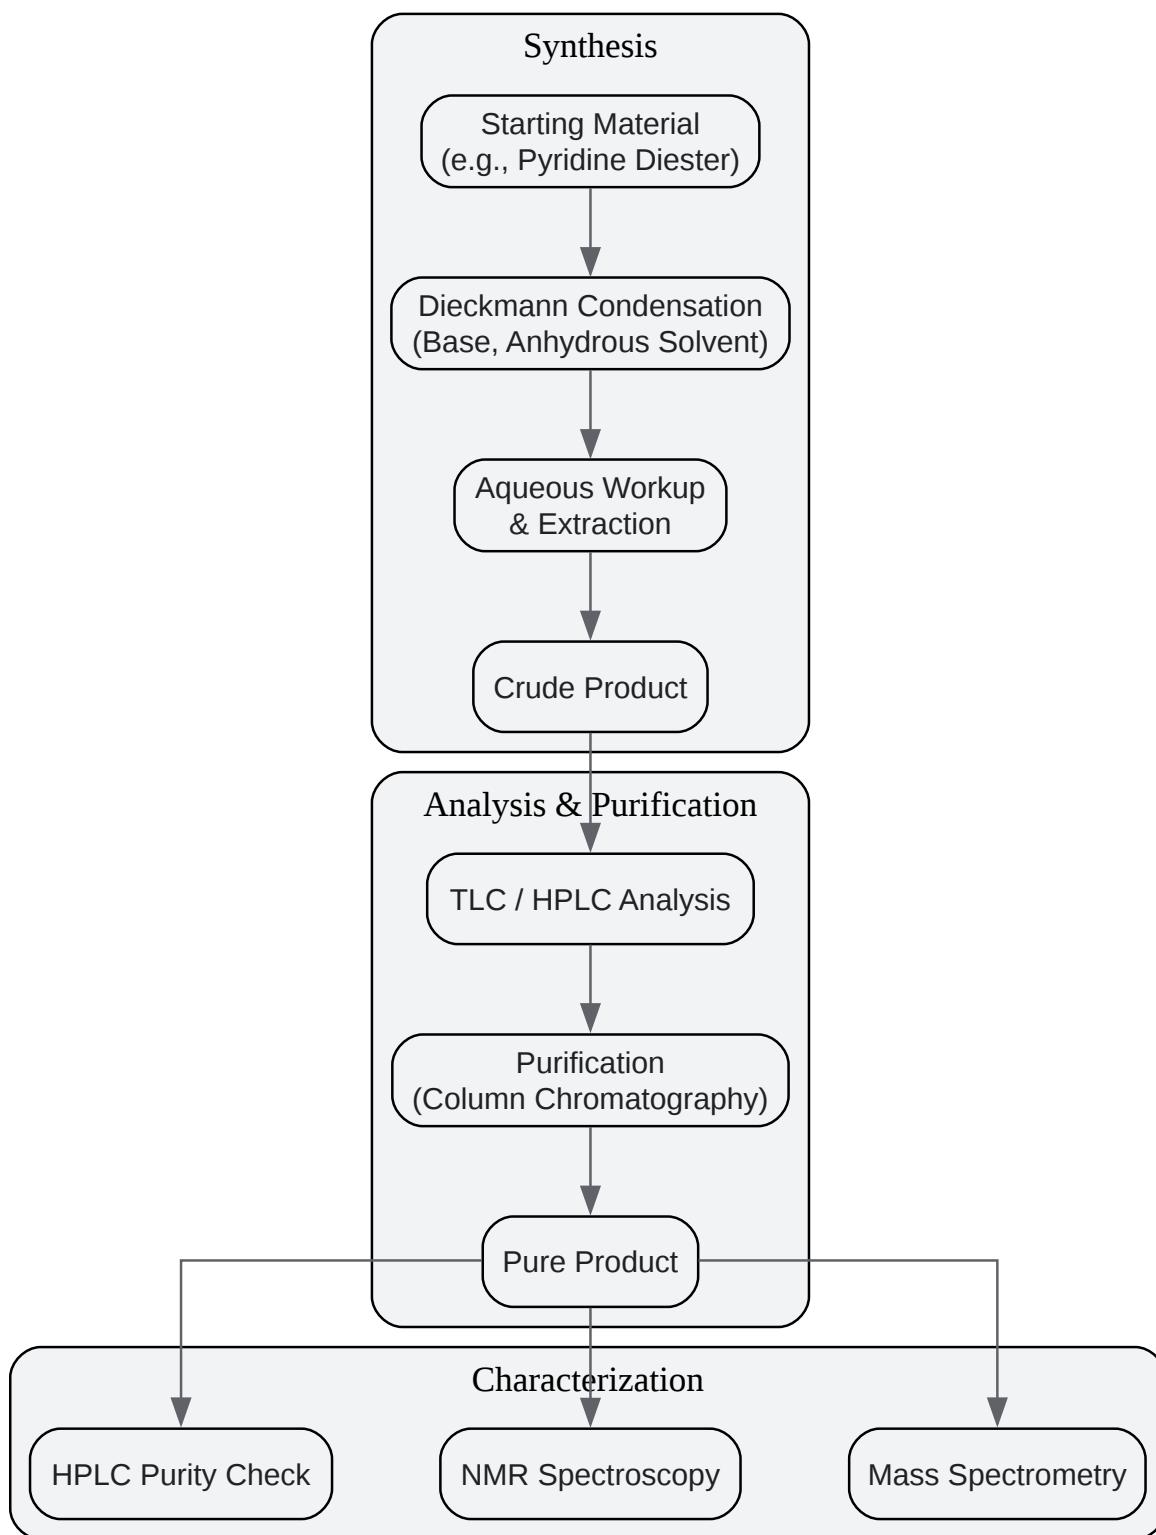 Synthesis
Starting Material
(e.g., Pyridine Diester)
Dieckmann Condensation
(Base, Anhydrous Solvent)
Aqueous Workup
& Extraction
Crude Product
Analysis & Purification
TLC / HPLC Analysis
Purification
(Column Chromatography)
Pure Product
Characterization
HPLC Purity Check
NMR Spectroscopy
Mass Spectrometry